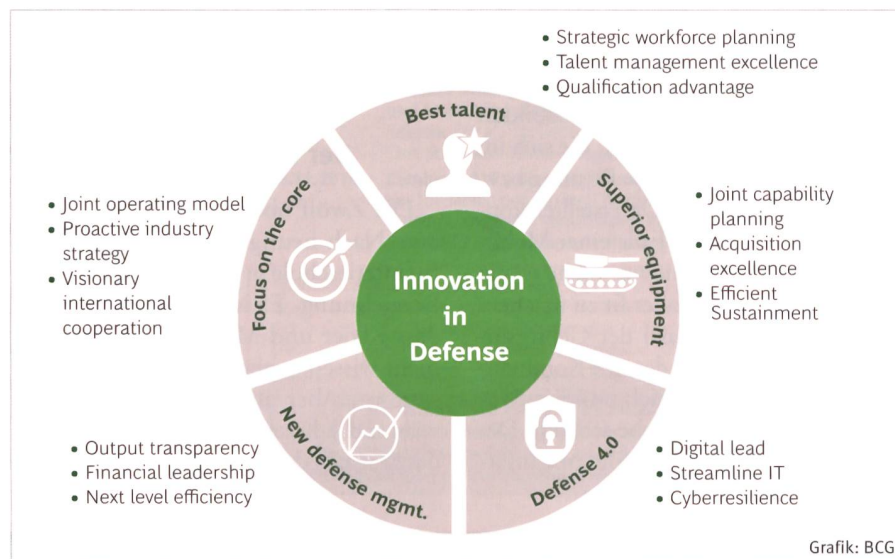 • Strategic workforce planning
• Talent management excellence
• Qualification advantage
Best talent
Superior equipment
• Joint capability
planning
• Acquisition
excellence
• Efficient
Sustainment
Defense 4.0
• Digital lead
• Streamline IT
• Cyberresilience
New defense mgmt.
• Output transparency
• Financial leadership
• Next level efficiency
Focus on the core
• Joint operating model
• Proactive industry
strategy
• Visionary
international
cooperation
Innovation
in
Defense
Grafik: BCG